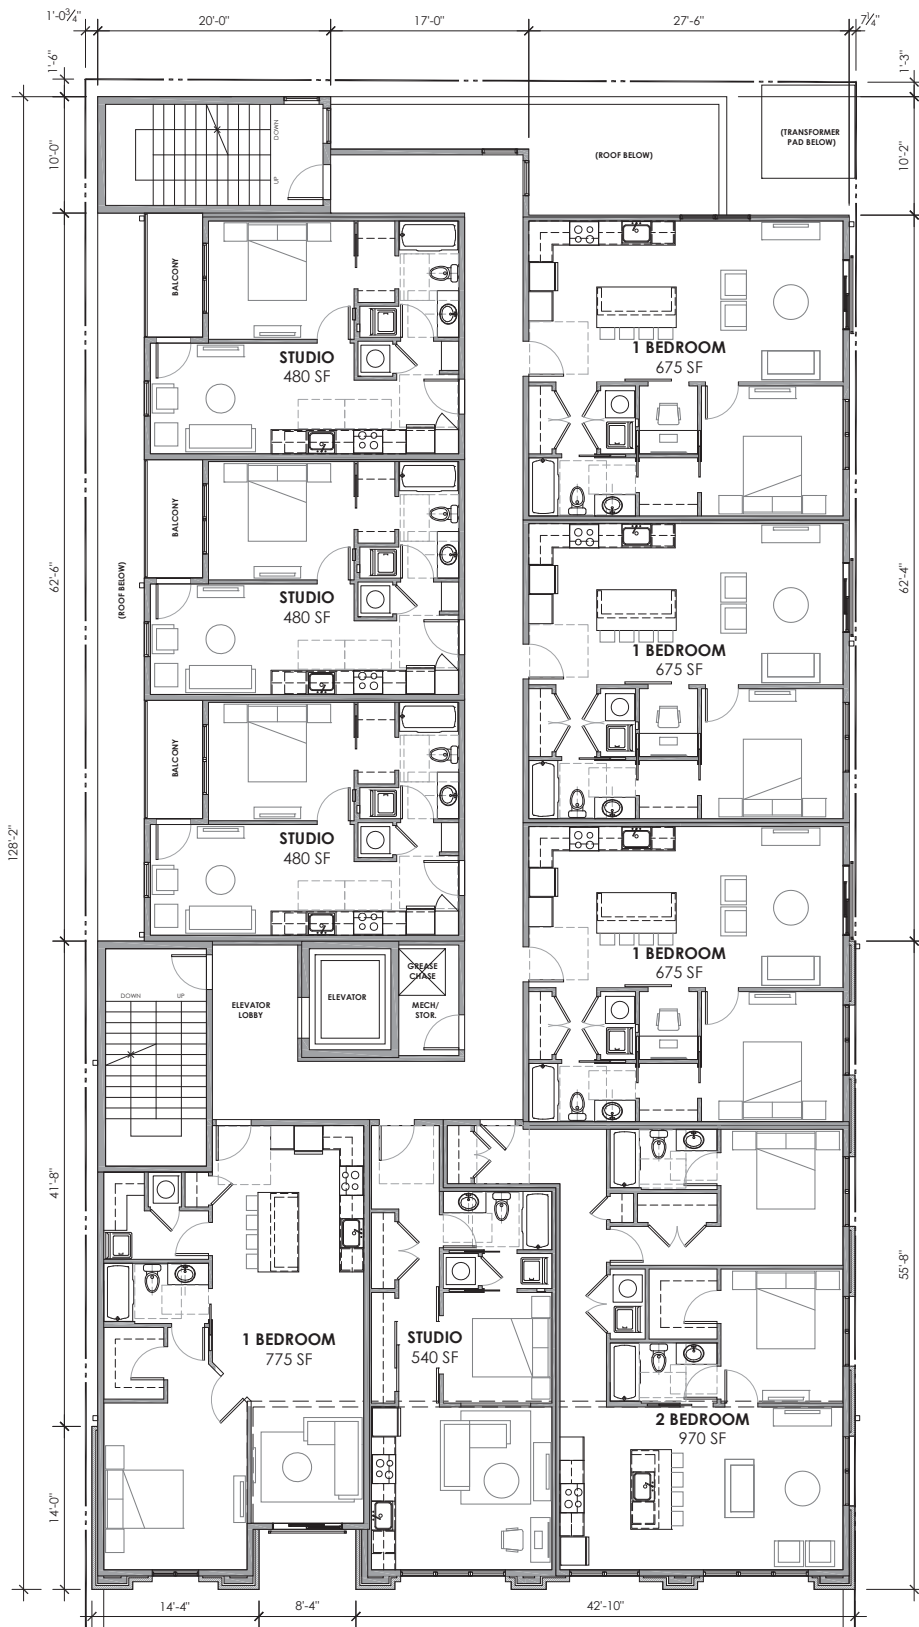 1'-0¾"
20'-0"
17'-0"
27'-6"
7¼"
1'-6"
1'-3"
10'-0"
DOWN
UP
(ROOF BELOW)
(TRANSFORMER
PAD BELOW)
10'-2"
BALCONY
STUDIO
480 SF
1 BEDROOM
675 SF
BALCONY
62'-6"
(ROOF BELOW)
STUDIO
480 SF
1 BEDROOM
675 SF
62'-4"
BALCONY
STUDIO
480 SF
128'-2"
1 BEDROOM
675 SF
DOWN
UP
ELEVATOR
LOBBY
ELEVATOR
GREASE
CHASE
MECH/
STOR.
41'-8"
55'-8"
1 BEDROOM
775 SF
STUDIO
540 SF
2 BEDROOM
970 SF
14'-0"
14'-4"
8'-4"
42'-10"